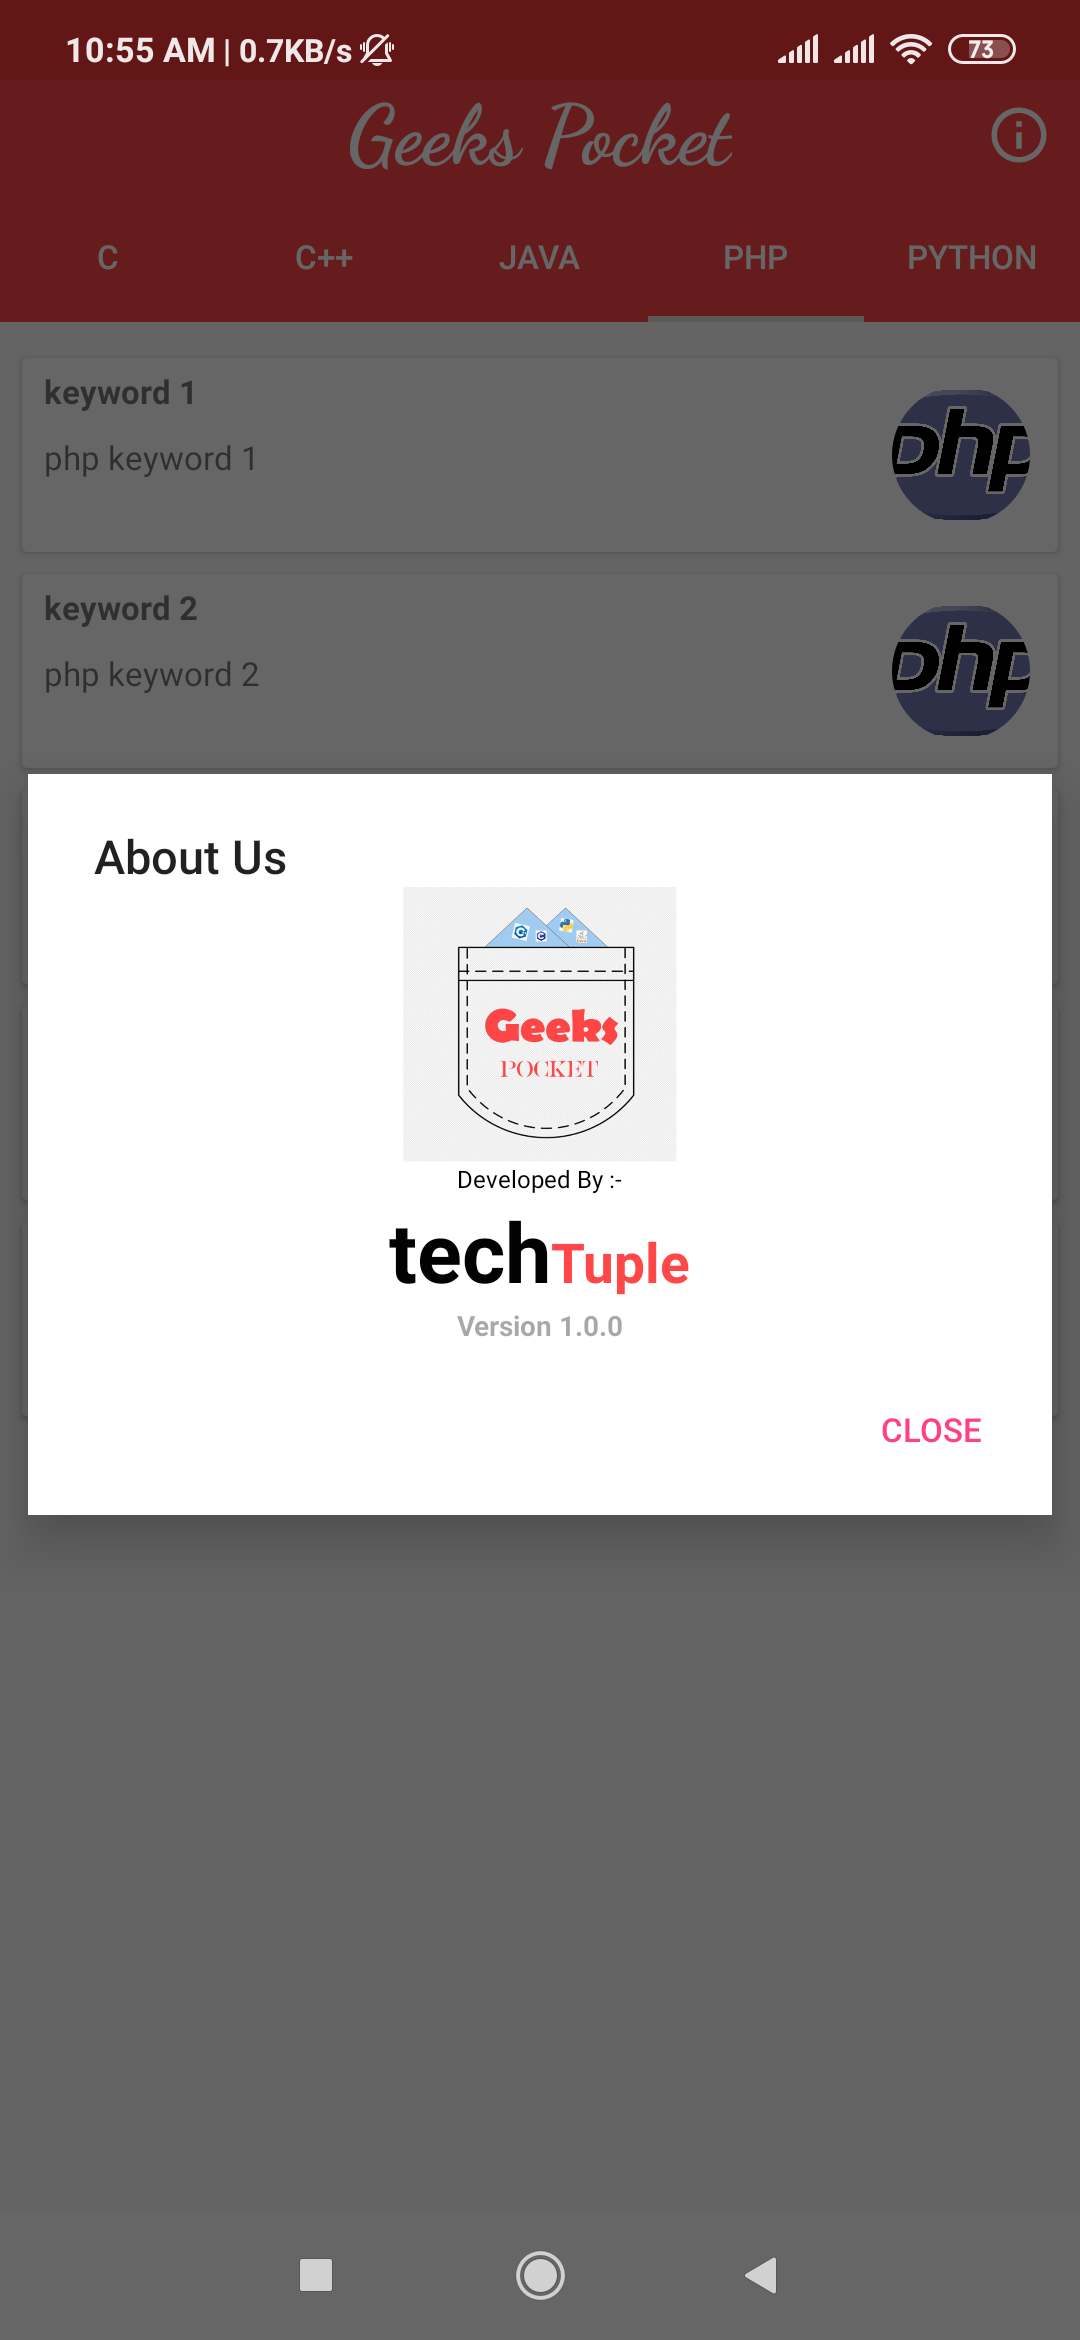 10:55 AM | 0.7KB/s
73
Geeks Pocket
C C++ JAVA PHP PYTHON
keyword 1
php keyword 1
php
keyword 2
php keyword 2
php
About Us
Geeks
POCKET
Developed By :-
techTuple
Version 1.0.0
CLOSE